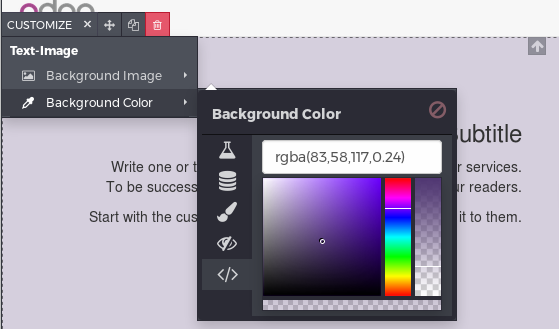 odoo
CUSTOMIZE ×
Text-Image
Background Image
Background Color
Background Color
rgba(83,58,117,0.24)
</>
ubtitle
Write one or t r services.
To be success ur readers.
Start with the cus it to them.